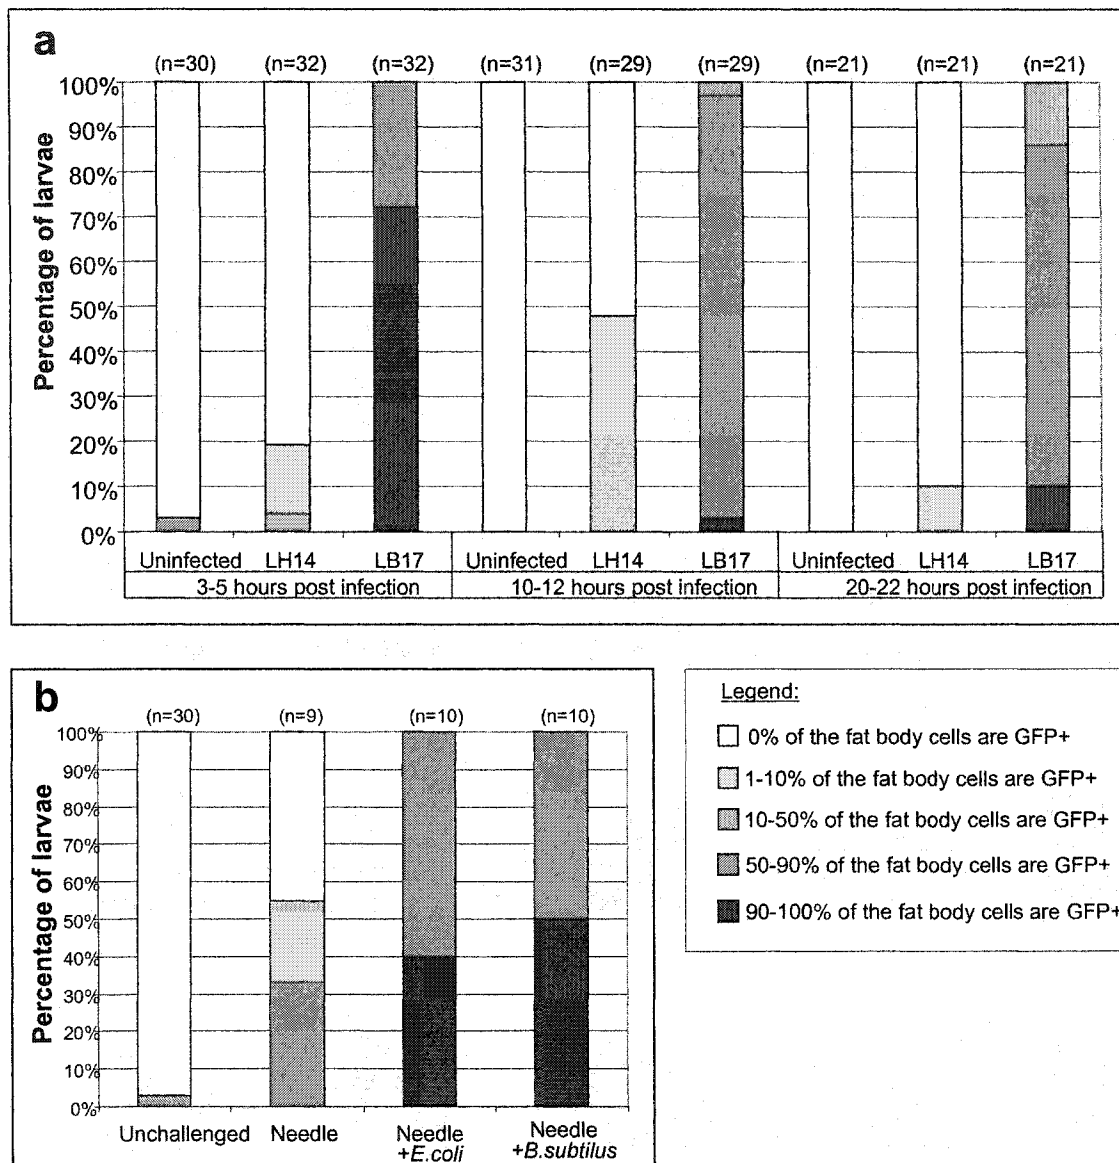 a
(n=30) (n=32) (n=32) (n=31) (n=29) (n=29) (n=21) (n=21) (n=21)
Percentage of larvae
100%
90%
80%
70%
60%
50%
40%
30%
20%
10%
0%
Uninfected LH14 LB17 Uninfected LH14 LB17 Uninfected LH14 LB17
3-5 hours post infection 10-12 hours post infection 20-22 hours post infection
b
(n=30) (n=9) (n=10) (n=10)
Percentage of larvae
100%
90%
80%
70%
60%
50%
40%
30%
20%
10%
0%
Unchallenged Needle Needle Needle
+E.coli +B.subtilus
Legend:
0% of the fat body cells are GFP+
1-10% of the fat body cells are GFP+
10-50% of the fat body cells are GFP+
50-90% of the fat body cells are GFP+
90-100% of the fat body cells are GFP+